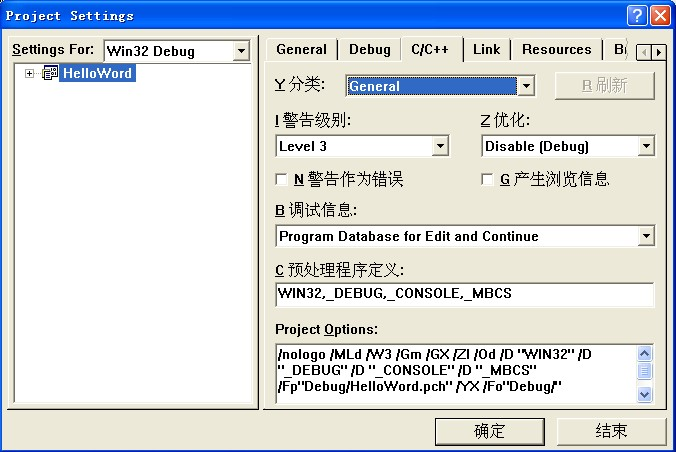 Project Settings
Settings For:
Win32 Debug
HelloWord
General
Debug
C/C++
Link
Resources
Y 分类:
General
R 刷新
I 警告级别:
Z 优化:
Level 3
Disable (Debug)
N 警告作为错误
G 产生浏览信息
B 调试信息:
Program Database for Edit and Continue
C 预处理程序定义:
WIN32,_DEBUG,_CONSOLE,_MBCS
Project Options:
/nologo /MLd /W3 /Gm /GX /ZI /Od /D "WIN32" /D
"_DEBUG" /D "_CONSOLE" /D "_MBCS"
/Fp"Debug/HelloWord.pch" /YX /Fo"Debug/"
确定
结束